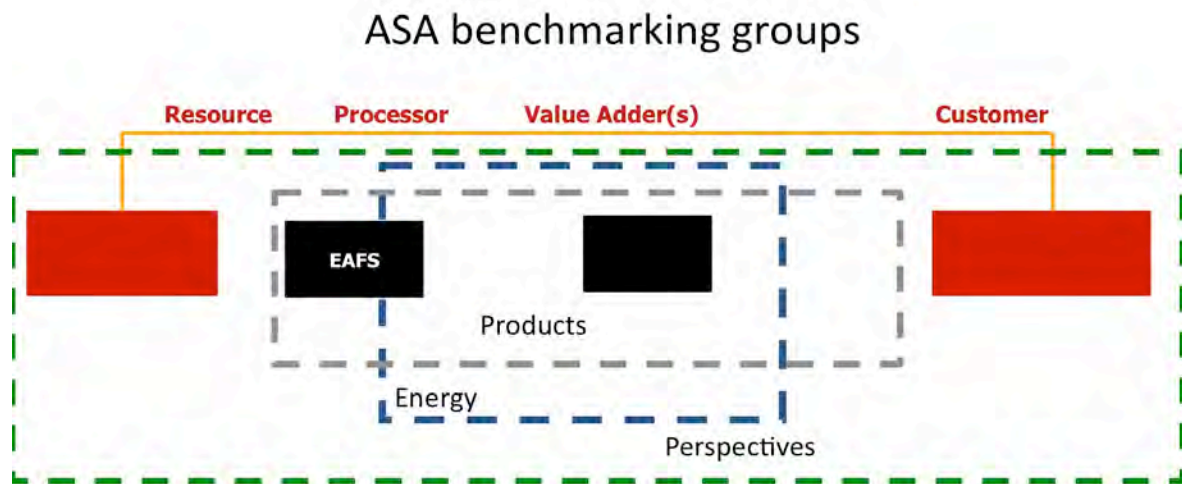 ASA benchmarking groups
Resource Processor Value Adder(s) Customer
EAFS
Products
Energy
Perspectives